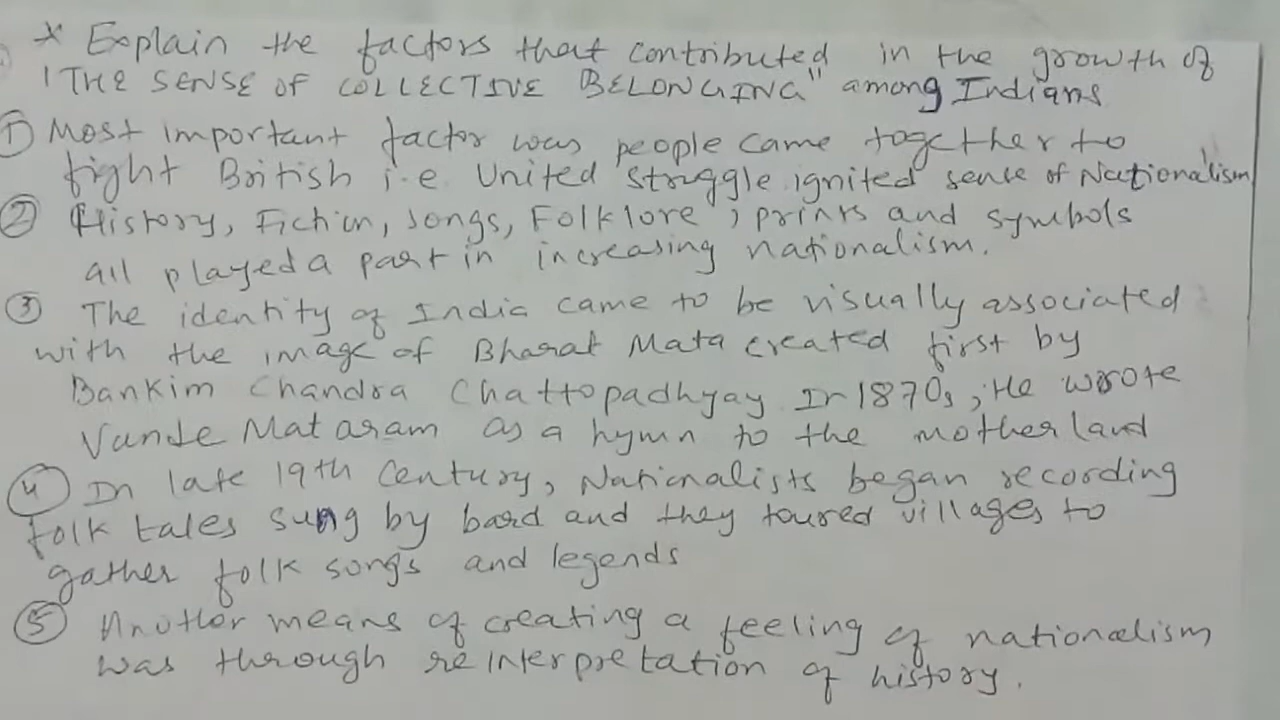 * Explain the factors that contributed in the growth of
"THE SENSE OF COLLECTIVE BELONGING" among Indians
① Most important factor was people came together to
fight British i.e United struggle ignited sense of Nationalism
② History, Fiction, songs, Folklore, prints and symbols
all played a part in increasing nationalism.
③ The identity of India came to be visually associated
with the image of Bharat Mata created first by
Bankim Chandra Chattopadhyay In 1870s, He wrote
Vande Mataram as a hymn to the motherland
④ In late 19th Century, Nationalists began recording
folk tales sung by bard and they toured villages to
gather folk songs and legends
⑤ Another means of creating a feeling of nationalism
was through reinterpretation of history.